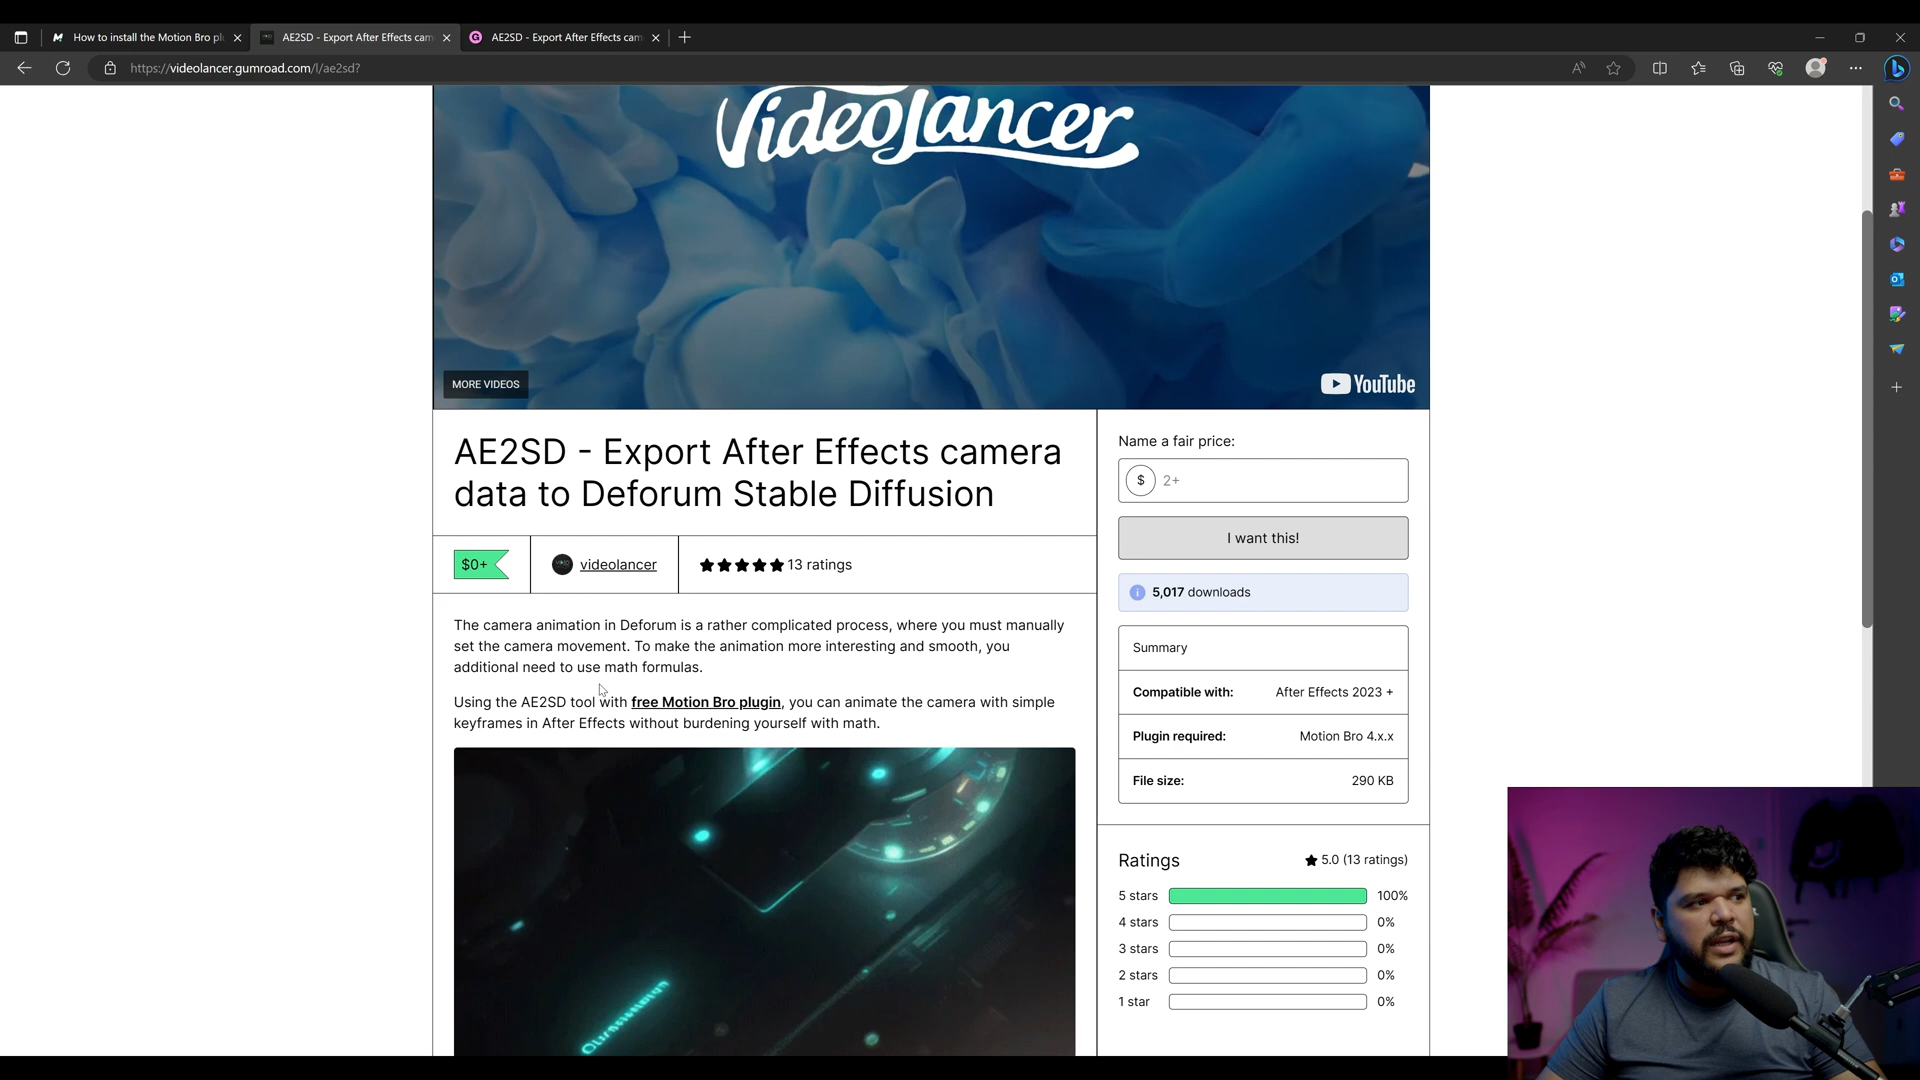 How to install the Motion Bro pl
AE2SD - Export After Effects cam
AE2SD - Export After Effects cam
https://videolancer.gumroad.com/l/ae2sd?
VideoLancer
MORE VIDEOS
YouTube
AE2SD - Export After Effects camera
data to Deforum Stable Diffusion
$0+
videolancer
13 ratings
The camera animation in Deforum is a rather complicated process, where you must manually
set the camera movement. To make the animation more interesting and smooth, you
additional need to use math formulas.
Using the AE2SD tool with free Motion Bro plugin, you can animate the camera with simple
keyframes in After Effects without burdening yourself with math.
Name a fair price:
$ 2+
I want this!
5,017 downloads
Summary
Compatible with: After Effects 2023 +
Plugin required: Motion Bro 4.x.x
File size: 290 KB
Ratings
5.0 (13 ratings)
5 stars 100%
4 stars 0%
3 stars 0%
2 stars 0%
1 star 0%